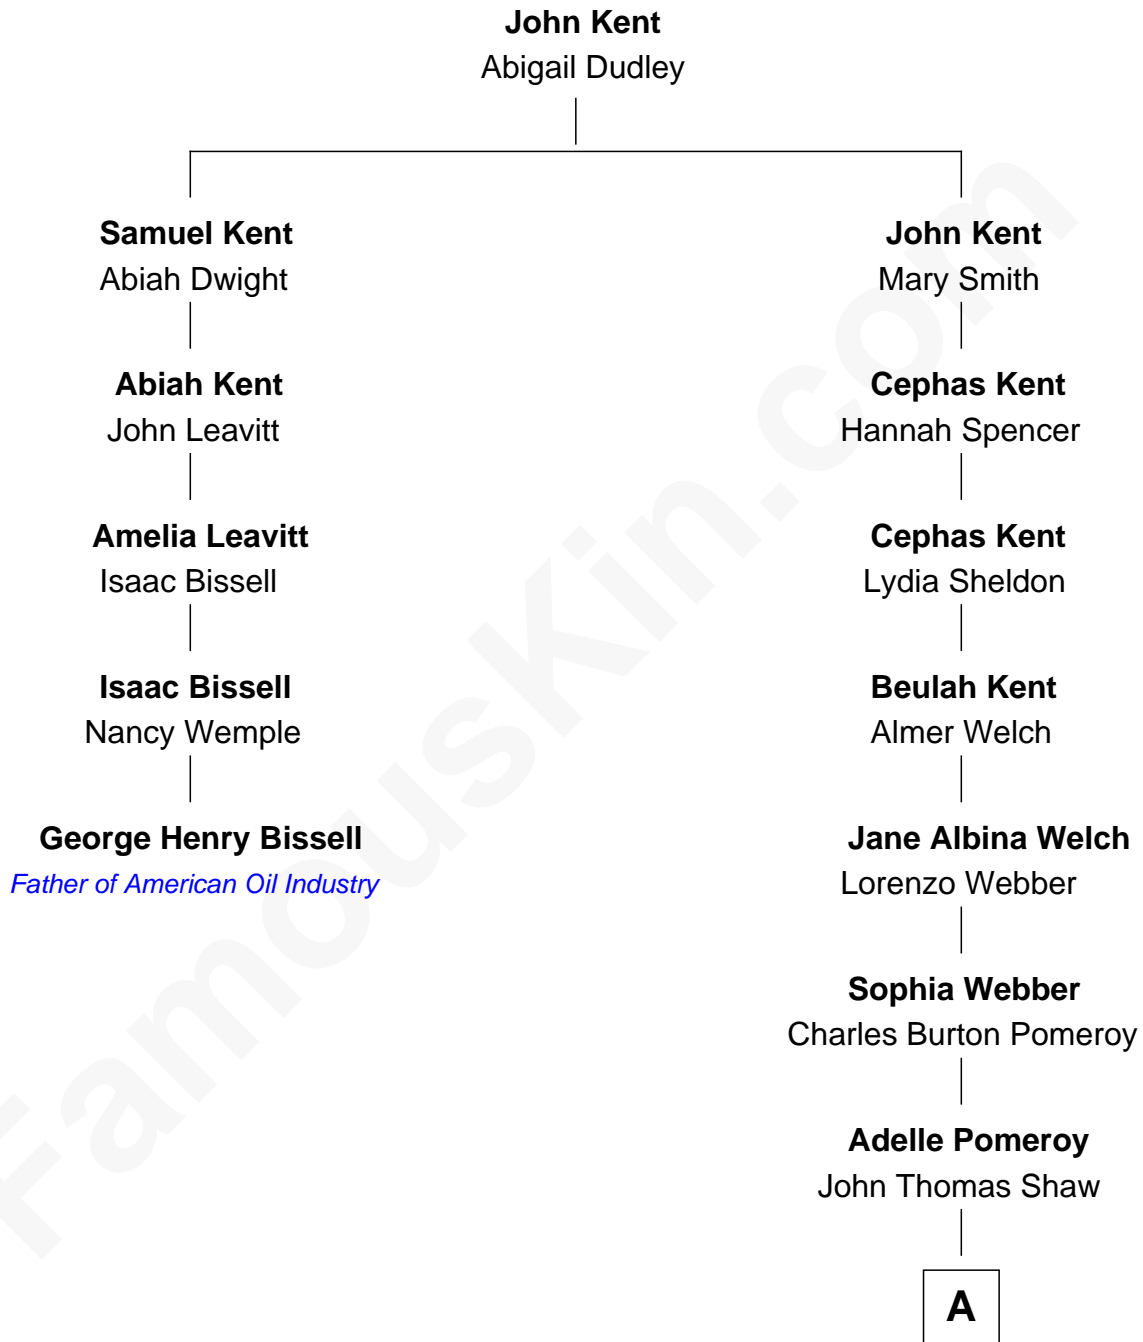 John Kent
Abigail Dudley
Samuel Kent
Abiah Dwight
Abiah Kent
John Leavitt
Amelia Leavitt
Isaac Bissell
Isaac Bissell
Nancy Wemple
George Henry Bissell
Father of American Oil Industry
John Kent
Mary Smith
Cephas Kent
Hannah Spencer
Cephas Kent
Lydia Sheldon
Beulah Kent
Almer Welch
Jane Albina Welch
Lorenzo Webber
Sophia Webber
Charles Burton Pomeroy
Adelle Pomeroy
John Thomas Shaw
A
FamousKin.com